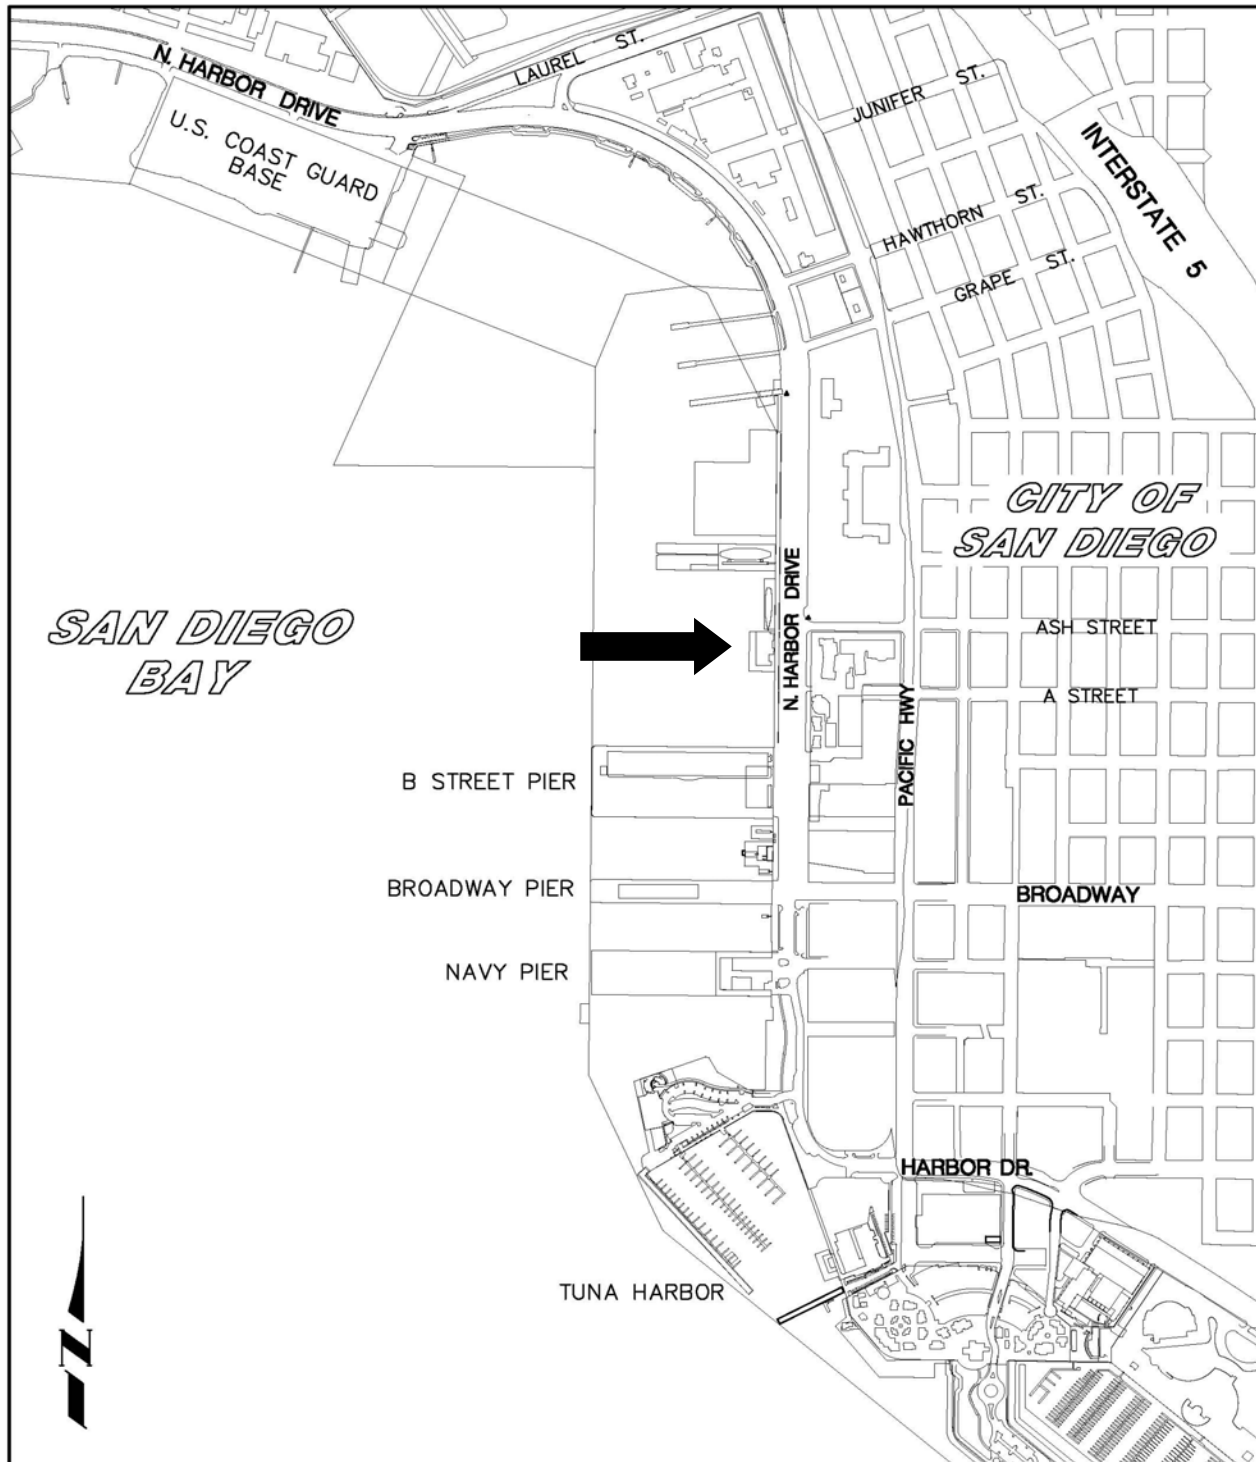 N. HARBOR DRIVE
LAUREL ST.
JUNIFER ST.
U.S. COAST GUARD
BASE
INTERSTATE 5
HAWTHORN ST.
GRAPE ST.
CITY OF
SAN DIEGO
N. HARBOR DRIVE
SAN DIEGO
BAY
ASH STREET
A STREET
PACIFIC HWY
B STREET PIER
BROADWAY PIER
BROADWAY
NAVY PIER
HARBOR DR.
TUNA HARBOR
N